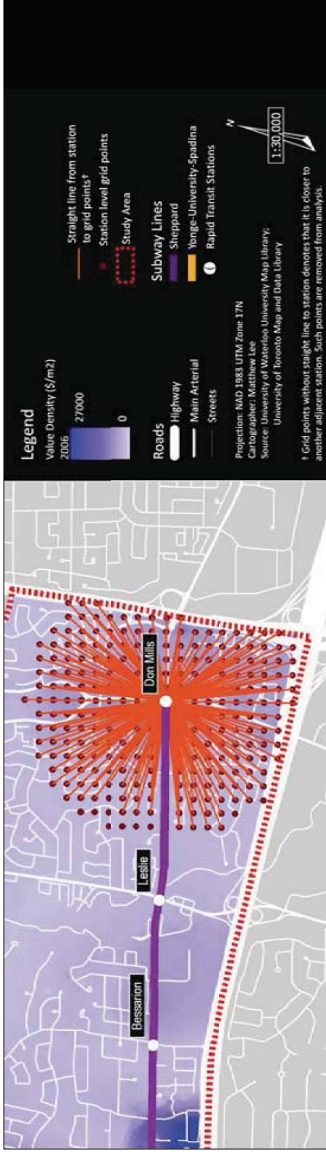 Bessarion
Leslie
Don Mills
Legend
Value Density ($/m2)
2006
27000
0
Straight line from station
to grid points†
Station level grid points
Study Area
Roads
Highway
Main Arterial
Streets
Subway Lines
Sheppard
Yonge-University-Spadina
Rapid Transit Stations
Projection: NAD 1983 UTM Zone 17N
Cartographer: Matthew Lee
Source: University of Waterloo University Map Library;
University of Toronto Map and Data Library
N
1:30,000
† Grid points without staight line to station denotes that it is closer to
another adjacent station. Such points are removed from analysis.